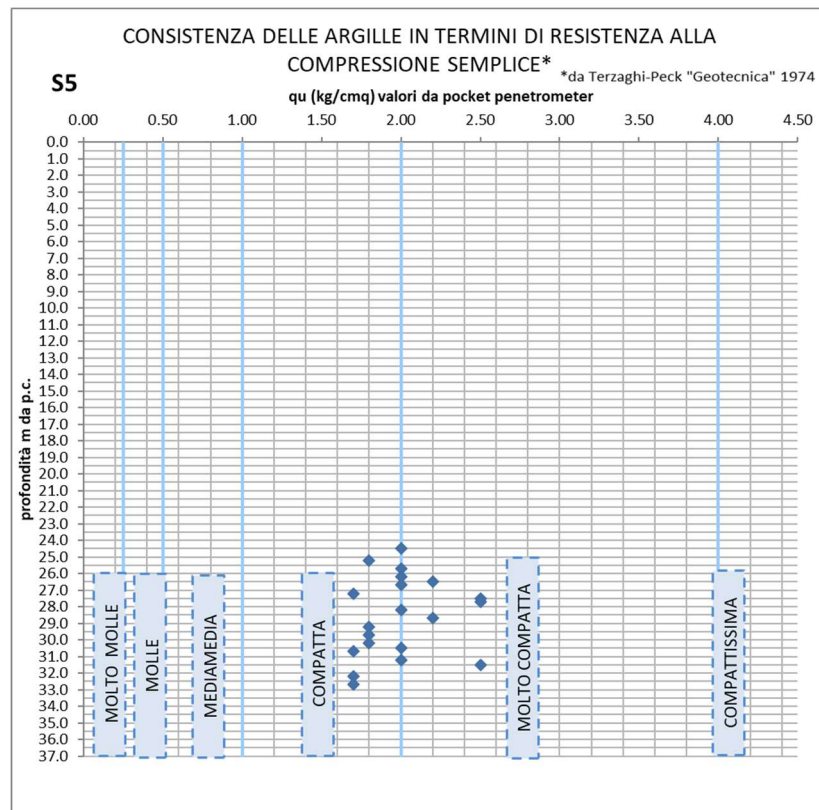 CONSISTENZA DELLE ARGILLE IN TERMINI DI RESISTENZA ALLA
COMPRESSIONE SEMPLICE*
*da Terzaghi-Peck "Geotecnica" 1974
S5
qu (kg/cmq) valori da pocket penetrometer
0.00 0.50 1.00 1.50 2.00 2.50 3.00 3.50 4.00 4.50
profondità m da p.c.
0.0
1.0
2.0
3.0
4.0
5.0
6.0
7.0
8.0
9.0
10.0
11.0
12.0
13.0
14.0
15.0
16.0
17.0
18.0
19.0
20.0
21.0
22.0
23.0
24.0
25.0
26.0
27.0
28.0
29.0
30.0
31.0
32.0
33.0
34.0
35.0
36.0
37.0
MOLTO MOLLE
MOLLE
MEDIAMEDIA
COMPATTA
MOLTO COMPATTA
COMPATTISSIMA